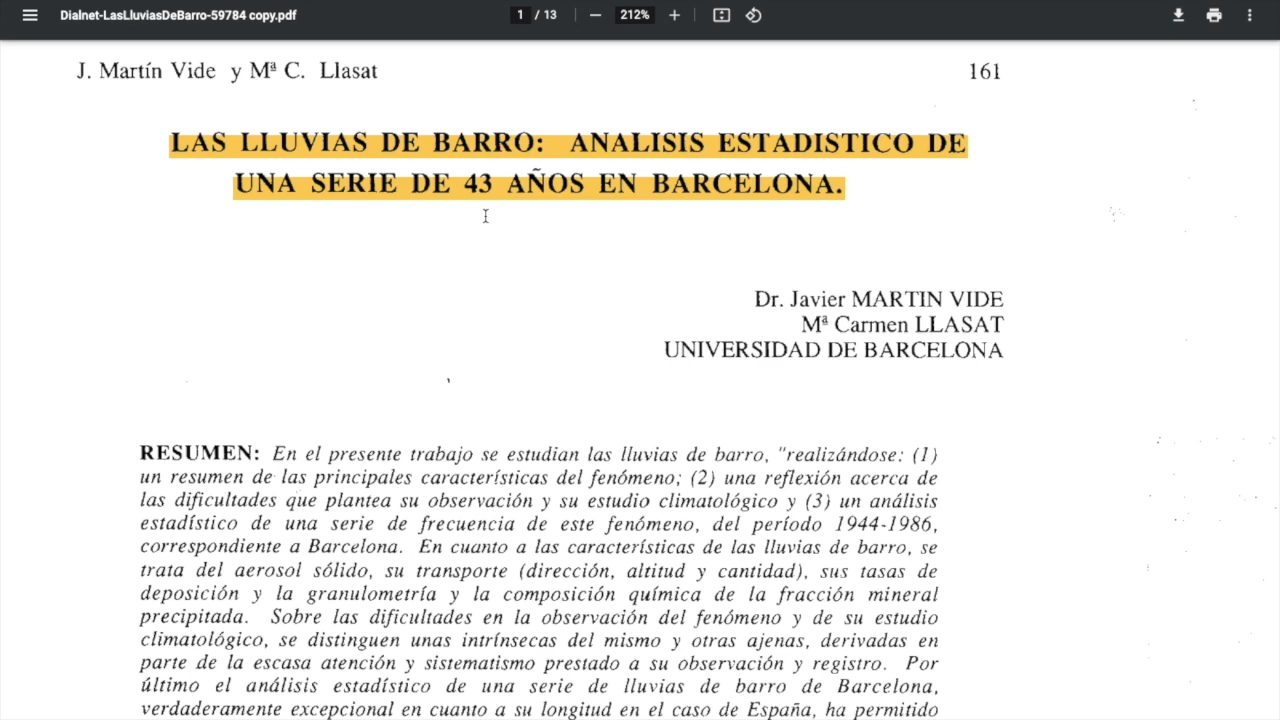 Dialnet-LasLluviasDeBarro-59784 copy.pdf
1 / 13
212%
J. Martín Vide y Mª C. Llasat
161
LAS LLUVIAS DE BARRO: ANALISIS ESTADISTICO DE
UNA SERIE DE 43 AÑOS EN BARCELONA.
Dr. Javier MARTIN VIDE
Mª Carmen LLASAT
UNIVERSIDAD DE BARCELONA
RESUMEN: En el presente trabajo se estudian las lluvias de barro, "realizándose: (1)
un resumen de las principales características del fenómeno; (2) una reflexión acerca de
las dificultades que plantea su observación y su estudio climatológico y (3) un análisis
estadístico de una serie de frecuencia de este fenómeno, del período 1944-1986,
correspondiente a Barcelona. En cuanto a las características de las lluvias de barro, se
trata del aerosol sólido, su transporte (dirección, altitud y cantidad), sus tasas de
deposición y la granulometría y la composición química de la fracción mineral
precipitada. Sobre las dificultades en la observación del fenómeno y de su estudio
climatológico, se distinguen unas intrínsecas del mismo y otras ajenas, derivadas en
parte de la escasa atención y sistematismo prestado a su observación y registro. Por
último el análisis estadístico de una serie de lluvias de barro de Barcelona,
verdaderamente excepcional en cuanto a su longitud en el caso de España, ha permitido